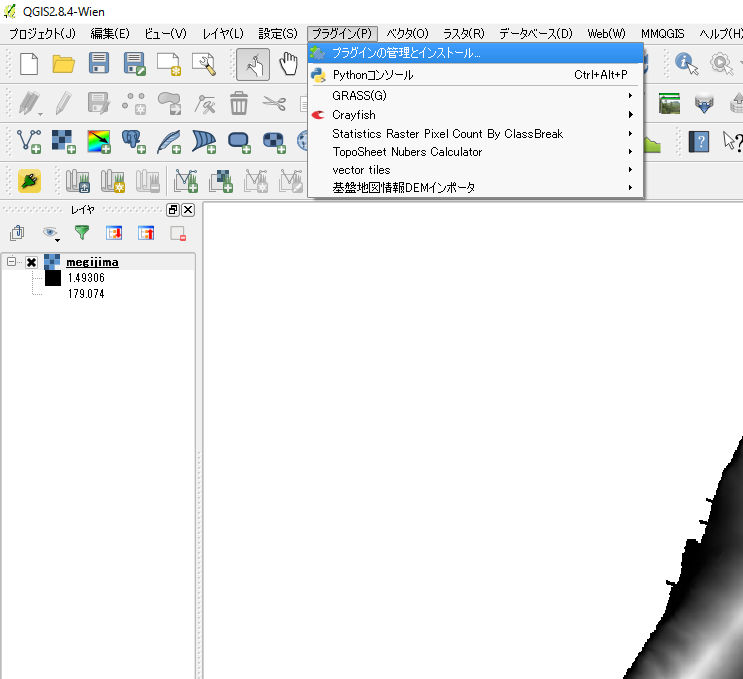 QGIS2.8.4-Wien
プロジェクト(J) 編集(E) ビュー(V) レイヤ(L) 設定(S) プラグイン(P) ベクタ(O) ラスタ(R) データベース(D) Web(W) MMQGIS ヘルプ(H)
プラグインの管理とインストール...
Pythonコンソール Ctrl+Alt+P
GRASS(G)
Crayfish
Statistics Raster Pixel Count By ClassBreak
TopoSheet Nubers Calculator
vector tiles
基盤地図情報DEMインポータ
レイヤ
megijima
1.49306
179.074